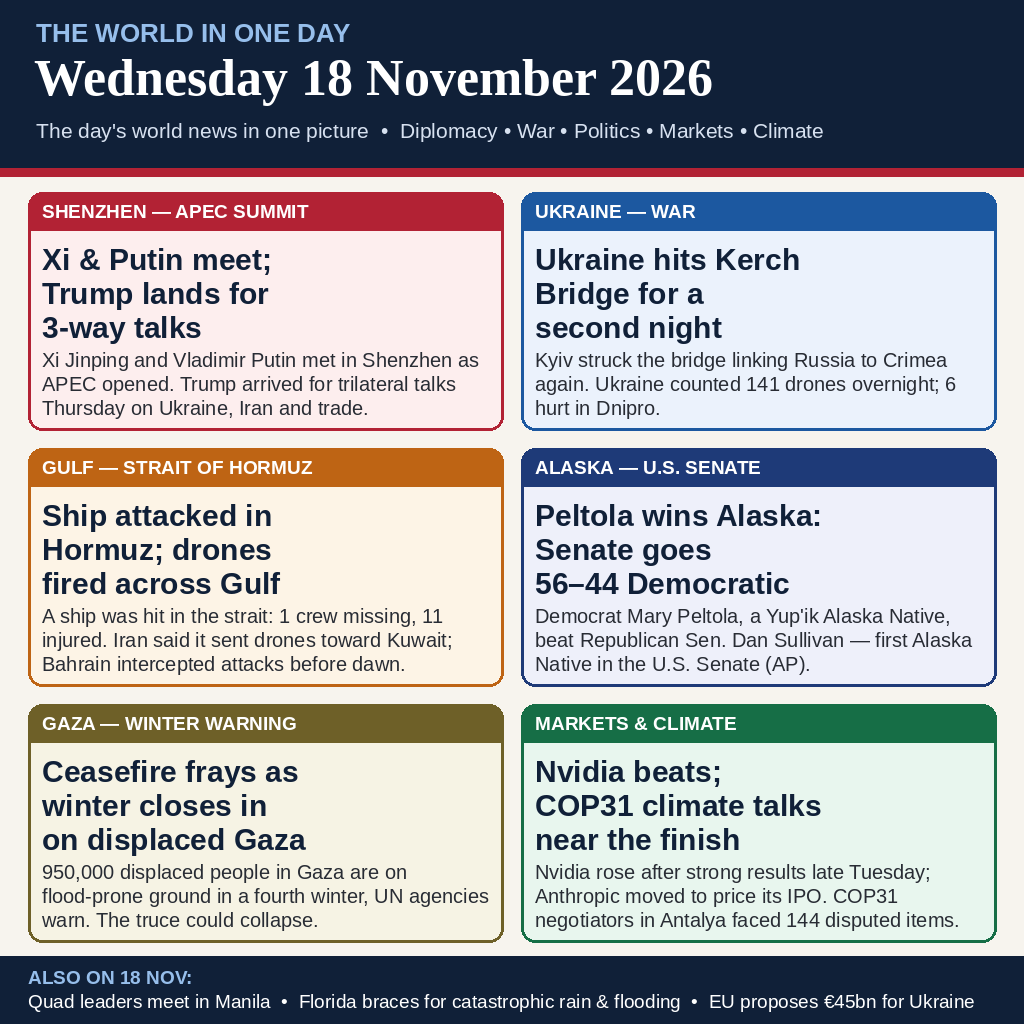 THE WORLD IN ONE DAY
Wednesday 18 November 2026
The day's world news in one picture • Diplomacy • War • Politics • Markets • Climate
SHENZHEN — APEC SUMMIT
Xi & Putin meet;
Trump lands for
3-way talks
Xi Jinping and Vladimir Putin met in Shenzhen as
APEC opened. Trump arrived for trilateral talks
Thursday on Ukraine, Iran and trade.
UKRAINE — WAR
Ukraine hits Kerch
Bridge for a
second night
Kyiv struck the bridge linking Russia to Crimea
again. Ukraine counted 141 drones overnight; 6
hurt in Dnipro.
GULF — STRAIT OF HORMUZ
Ship attacked in
Hormuz; drones
fired across Gulf
A ship was hit in the strait: 1 crew missing, 11
injured. Iran said it sent drones toward Kuwait;
Bahrain intercepted attacks before dawn.
ALASKA — U.S. SENATE
Peltola wins Alaska:
Senate goes
56–44 Democratic
Democrat Mary Peltola, a Yup'ik Alaska Native,
beat Republican Sen. Dan Sullivan — first Alaska
Native in the U.S. Senate (AP).
GAZA — WINTER WARNING
Ceasefire frays as
winter closes in
on displaced Gaza
950,000 displaced people in Gaza are on
flood-prone ground in a fourth winter, UN agencies
warn. The truce could collapse.
MARKETS & CLIMATE
Nvidia beats;
COP31 climate talks
near the finish
Nvidia rose after strong results late Tuesday;
Anthropic moved to price its IPO. COP31
negotiators in Antalya faced 144 disputed items.
ALSO ON 18 NOV:
Quad leaders meet in Manila • Florida braces for catastrophic rain & flooding • EU proposes €45bn for Ukraine